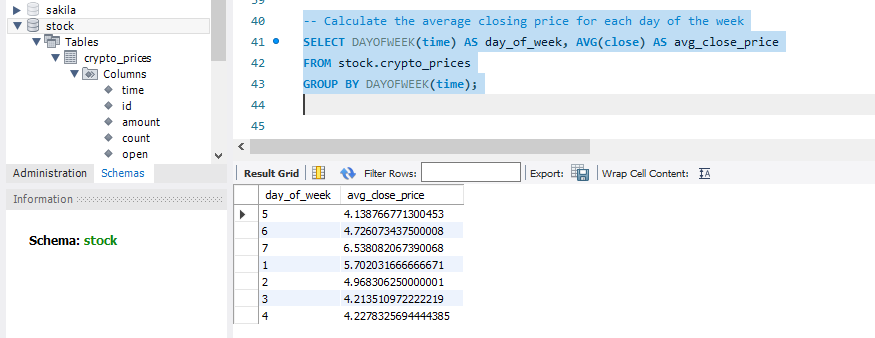 sakila
stock
Tables
crypto_prices
Columns
time
id
amount
count
open
Administration Schemas
Information
Schema: stock
39
40 -- Calculate the average closing price for each day of the week
41 SELECT DAYOFWEEK(time) AS day_of_week, AVG(close) AS avg_close_price
42 FROM stock.crypto_prices
43 GROUP BY DAYOFWEEK(time);
44
45
Result Grid Filter Rows: Export: Wrap Cell Content: IA
day_of_week avg_close_price
5 4.138766771300453
6 4.726073437500008
7 6.538082067390068
1 5.702031666666671
2 4.968306250000001
3 4.213510972222219
4 4.2278325694444385